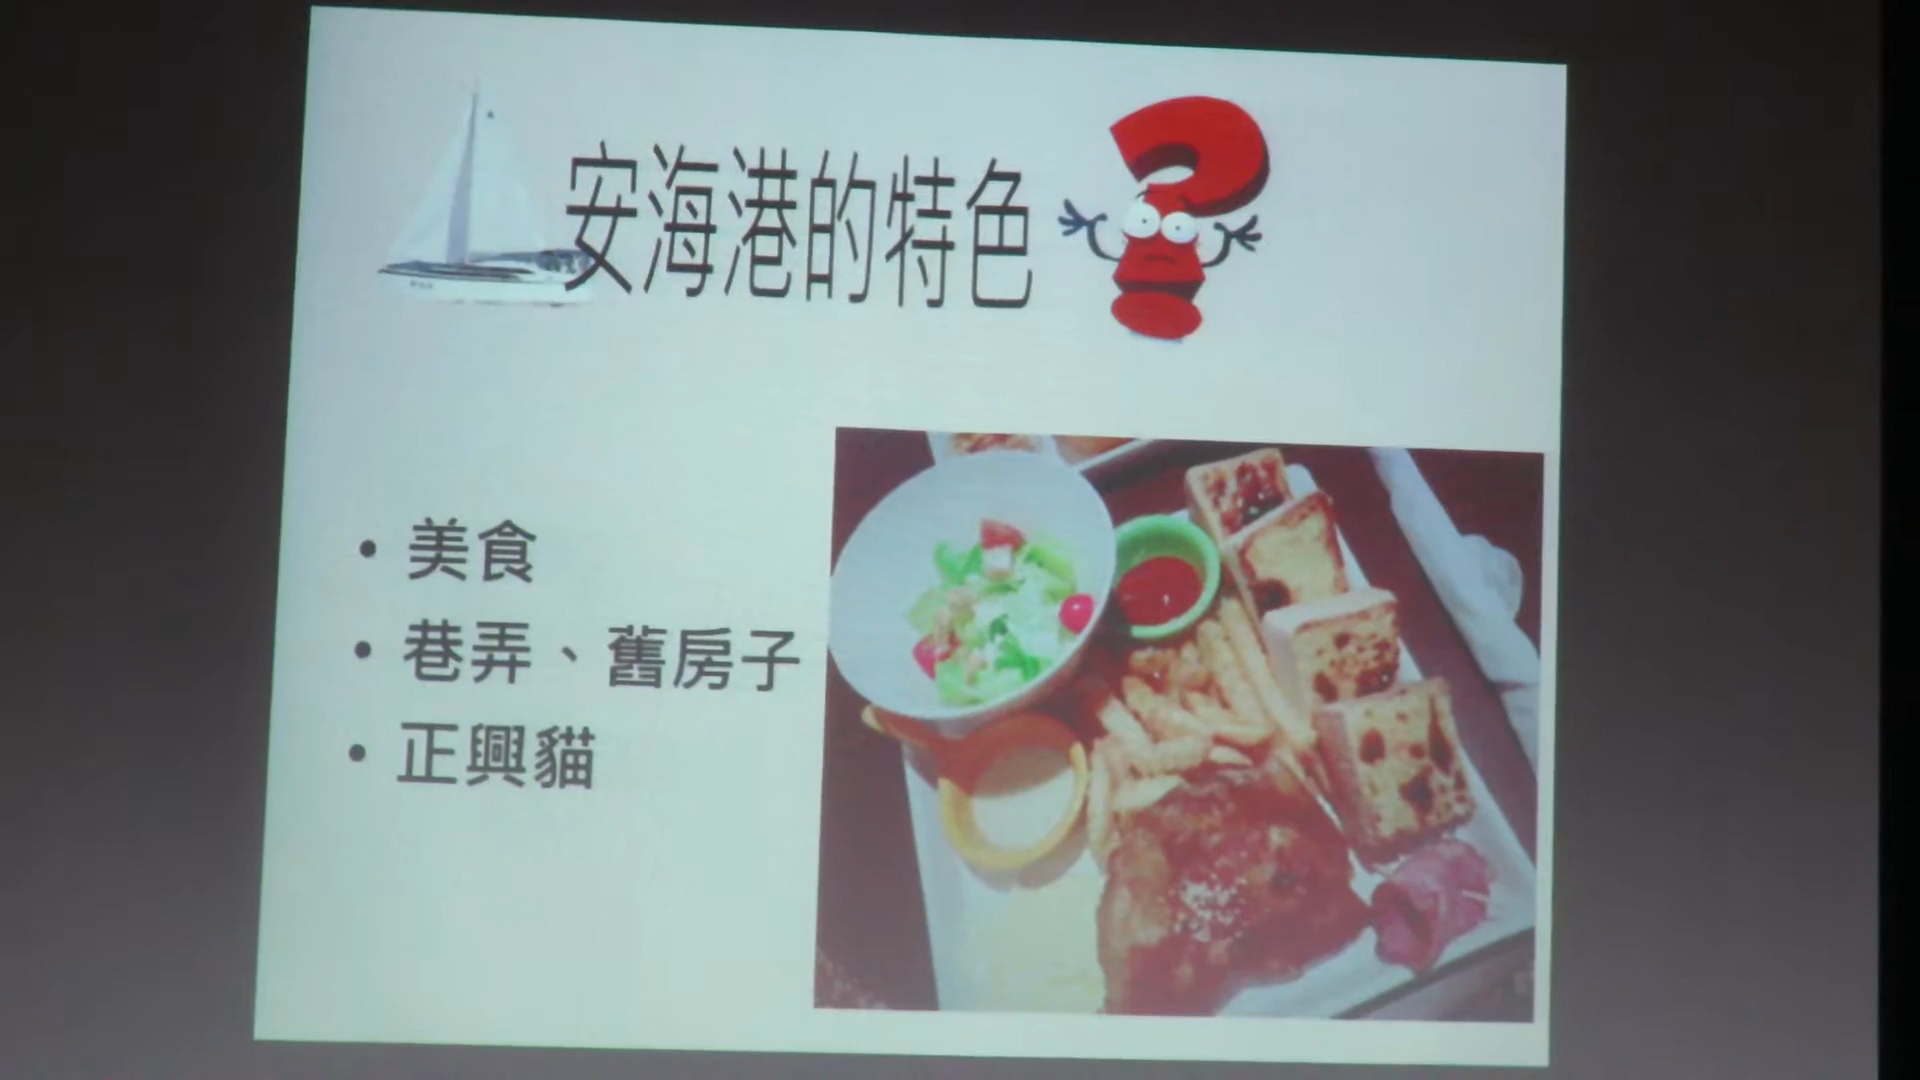 安海港的特色
• 美食
• 巷弄、舊房子
• 正興貓